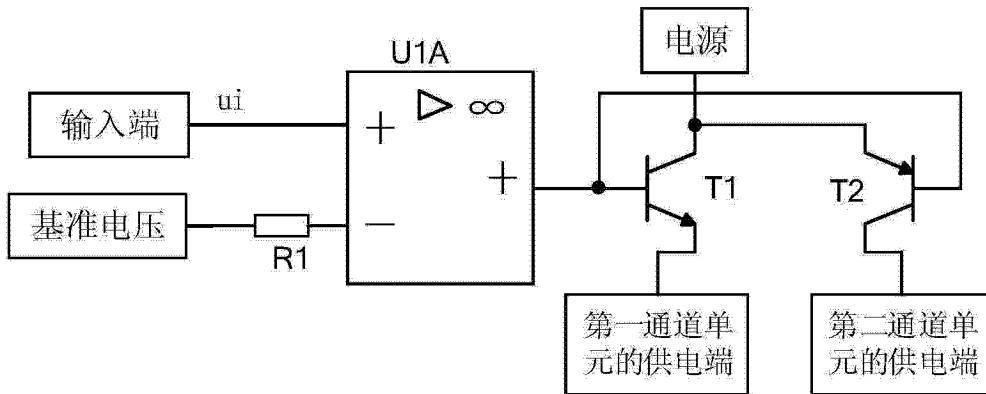 电源
U1A
ui
∞
输入端
+
+
T1
T2
基准电压
−
R1
第一通道单
元的供电端
第二通道单
元的供电端